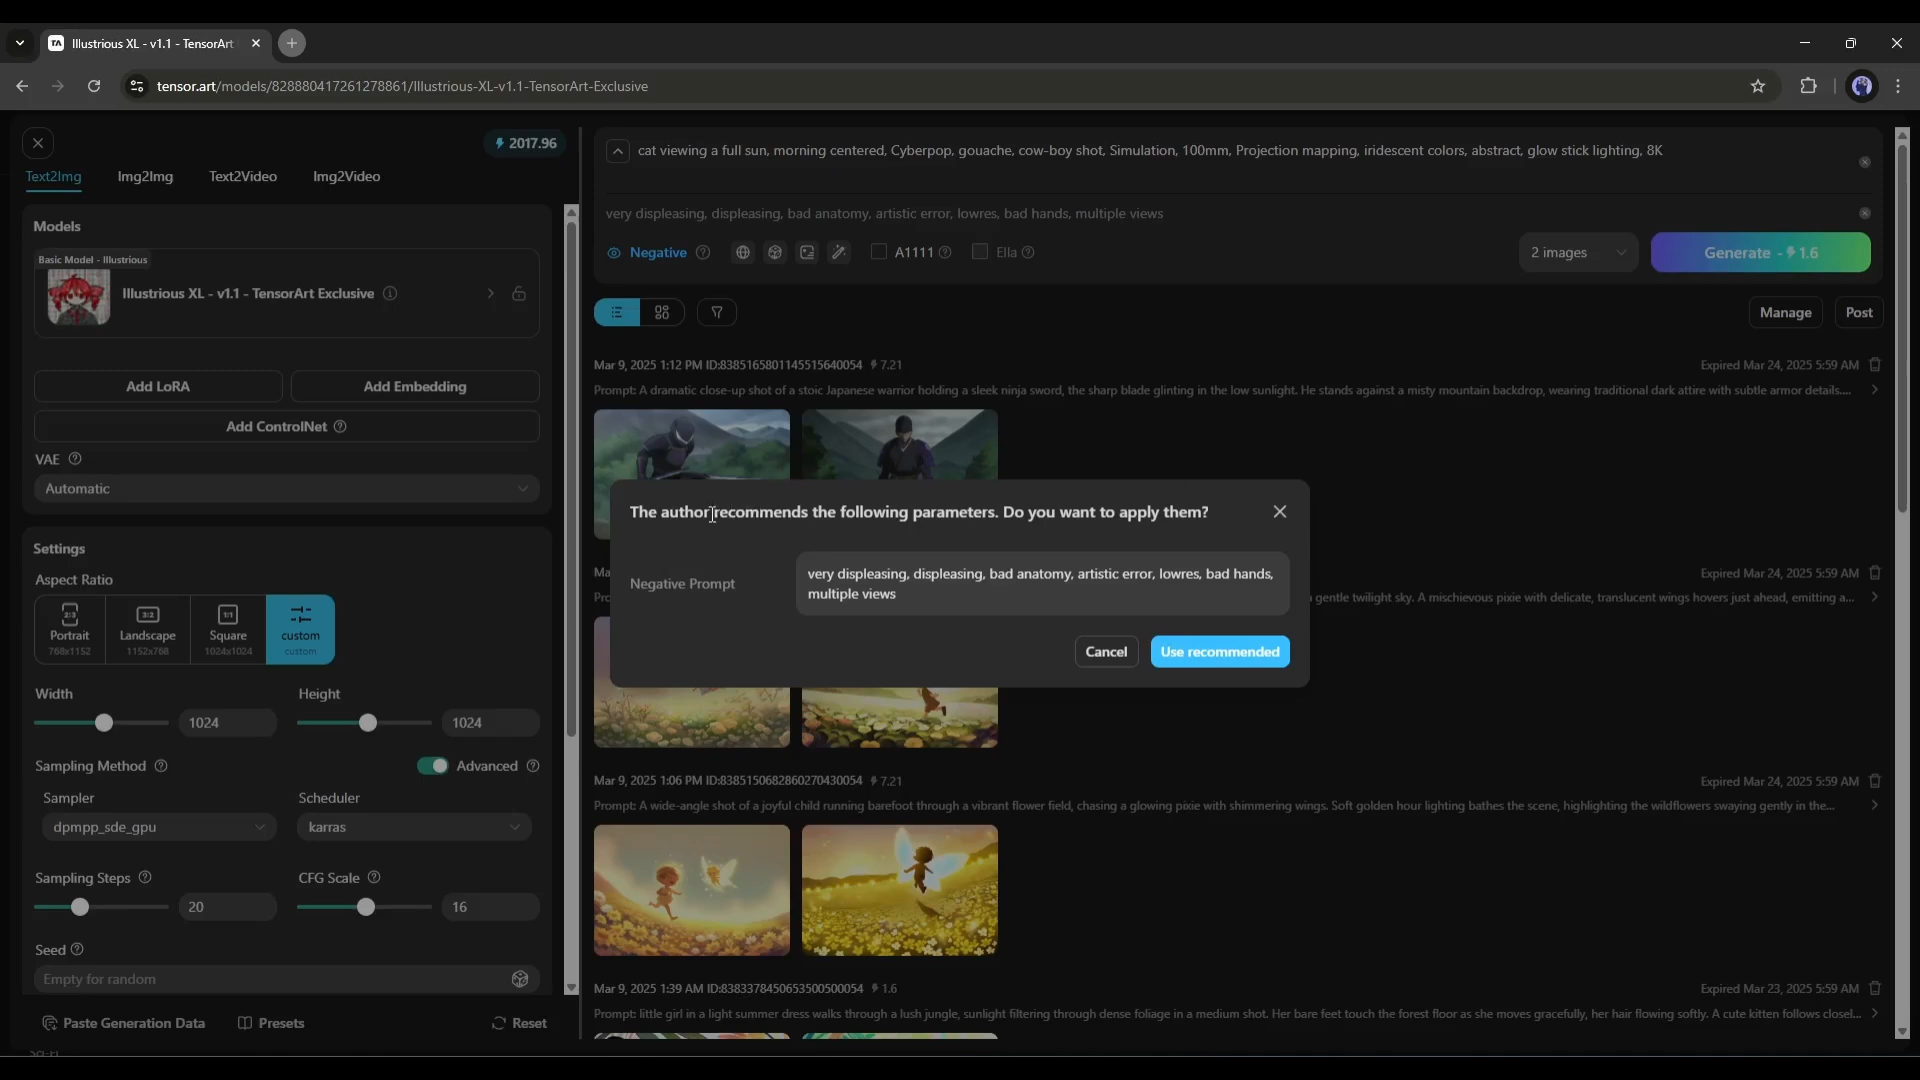 Illustrious XL - v1.1 - TensorArt
tensor.art/models/828880417261278861/Illustrious-XL-v1.1-TensorArt-Exclusive
2017.96
Text2Img Img2Img Text2Video Img2Video
Models
Basic Model - Illustrious
Illustrious XL - v1.1 - TensorArt Exclusive
Add LoRA Add Embedding
Add ControlNet
VAE
Automatic
Settings
Aspect Ratio
2:3 3:2 1:1
Portrait Landscape Square custom
768x1152 1152x768 1024x1024 custom
Width Height
1024 1024
Sampling Method Advanced
Sampler Scheduler
dpmpp_sde_gpu karras
Sampling Steps CFG Scale
20 16
Seed
Empty for random
Paste Generation Data Presets Reset
cat viewing a full sun, morning centered, Cyberpop, gouache, cow-boy shot, Simulation, 100mm, Projection mapping, iridescent colors, abstract, glow stick lighting, 8K
very displeasing, displeasing, bad anatomy, artistic error, lowres, bad hands, multiple views
Negative A1111 Ella 2 images Generate - 1.6
Manage Post
Mar 9, 2025 1:12 PM ID:838516580114551564​0054 7.21 Expired Mar 24, 2025 5:59 AM
Prompt: A dramatic close-up shot of a stoic Japanese warrior holding a sleek ninja sword, the sharp blade glinting in the low sunlight. He stands against a misty mountain backdrop, wearing traditional dark attire with subtle armor details....
The author recommends the following parameters. Do you want to apply them?
Negative Prompt
very displeasing, displeasing, bad anatomy, artistic error, lowres, bad hands,
multiple views
Cancel Use recommended
Expired Mar 24, 2025 5:59 AM
gentle twilight sky. A mischievous pixie with delicate, translucent wings hovers just ahead, emitting a...
Mar 9, 2025 1:06 PM ID:838515068286027043​0054 7.21 Expired Mar 24, 2025 5:59 AM
Prompt: A wide-angle shot of a joyful child running barefoot through a vibrant flower field, chasing a glowing pixie with shimmering wings. Soft golden hour lighting bathes the scene, highlighting the wildflowers swaying gently in the...
Mar 9, 2025 1:39 AM ID:838337845065350050​0054 1.6 Expired Mar 23, 2025 5:59 AM
Prompt: little girl in a light summer dress walks through a lush jungle, sunlight filtering through dense foliage in a medium shot. Her bare feet touch the forest floor as she moves gracefully, her hair flowing softly. A cute kitten follows closel...